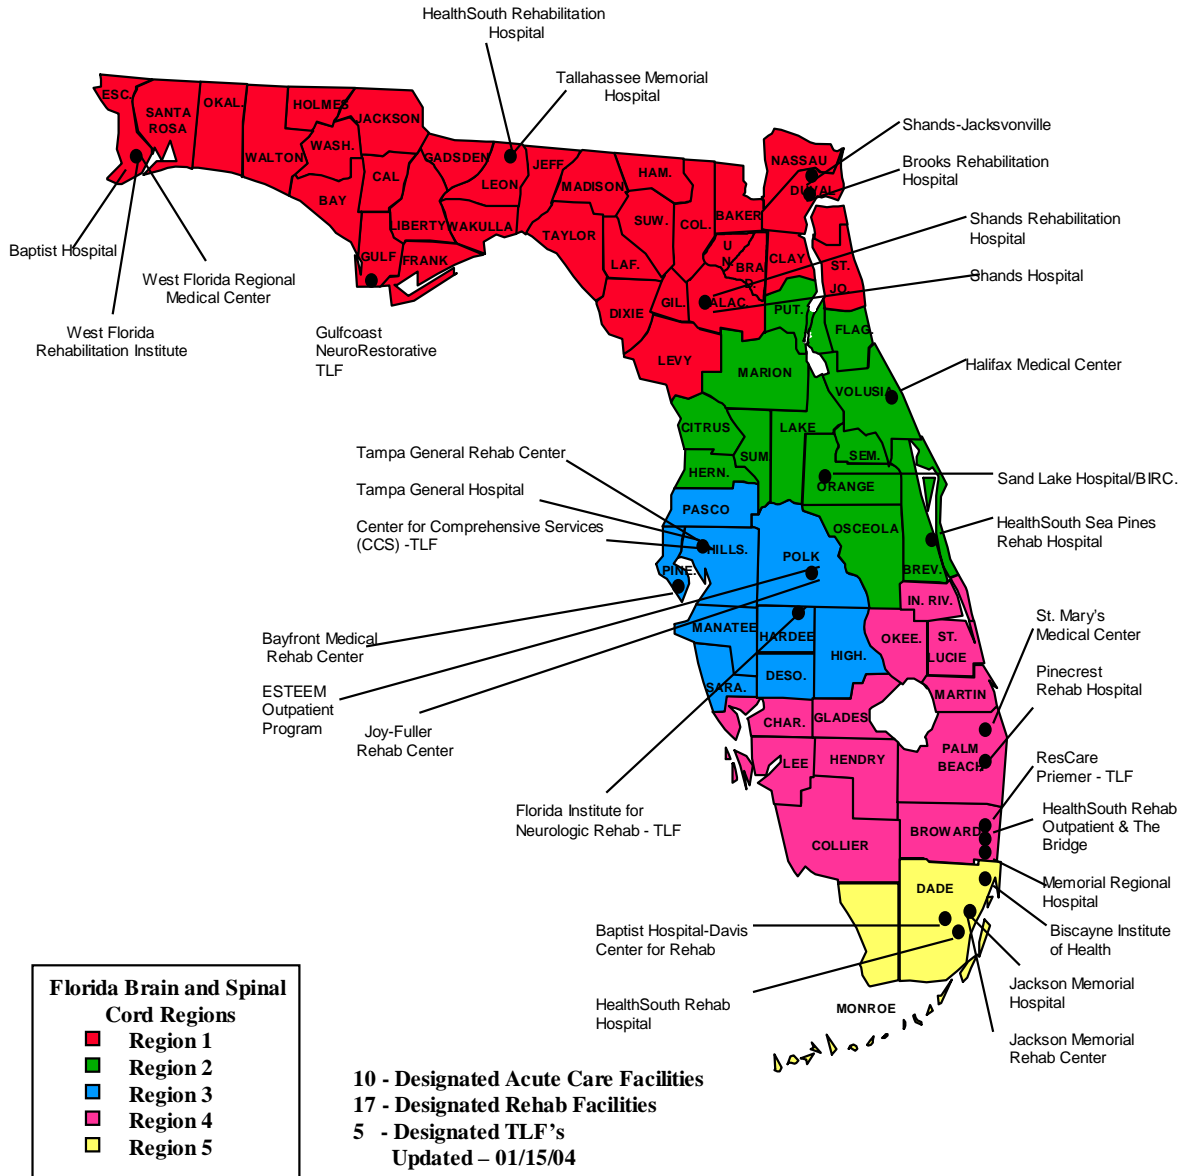 HealthSouth Rehabilitation
Hospital
Tallahassee Memorial
Hospital
Shands-Jacksvonville
Brooks Rehabilitation
Hospital
Shands Rehabilitation
Hospital
Shands Hospital
Baptist Hospital
West Florida Regional
Medical Center
West Florida
Rehabilitation Institute
Gulfcoast
NeuroRestorative
TLF
Halifax Medical Center
Tampa General Rehab Center
Tampa General Hospital
Center for Comprehensive Services
(CCS) -TLF
Sand Lake Hospital/BIRC.
HealthSouth Sea Pines
Rehab Hospital
Bayfront Medical
Rehab Center
ESTEEM
Outpatient
Program
Joy-Fuller
Rehab Center
Florida Institute for
Neurologic Rehab - TLF
St. Mary's
Medical Center
Pinecrest
Rehab Hospital
ResCare
Priemer - TLF
HealthSouth Rehab
Outpatient & The
Bridge
Memorial Regional
Hospital
Biscayne Institute
of Health
Baptist Hospital-Davis
Center for Rehab
HealthSouth Rehab
Hospital
Jackson Memorial
Hospital
Jackson Memorial
Rehab Center
ESC.
SANTA
ROSA
OKAL.
WALTON
HOLMES
WASH.
JACKSON
BAY
CAL
GULF
LIBERTY
GADSDEN
LEON
WAKULLA
FRANK
JEFF
MADISON
TAYLOR
HAM.
SUW.
LAF.
DIXIE
COL.
GIL.
LEVY
BAKER
U
N.
BRA
D.
ALAC.
NASSAU
DUVAL
CLAY
ST.
JO.
PUT.
FLAG.
MARION
VOLUSIA
CITRUS
SUM
LAKE
HERN.
SEM.
ORANGE
OSCEOLA
BREV.
PASCO
HILLS.
PINE.
POLK
MANATEE
HARDEE
HIGH.
SARA.
DESO.
IN. RIV.
OKEE.
ST.
LUCIE
MARTIN
CHAR.
GLADES
LEE
HENDRY
PALM
BEACH
BROWARD
COLLIER
DADE
MONROE
Florida Brain and Spinal
Cord Regions
Region 1
Region 2
Region 3
Region 4
Region 5
10 - Designated Acute Care Facilities
17 - Designated Rehab Facilities
5 - Designated TLF's
Updated – 01/15/04